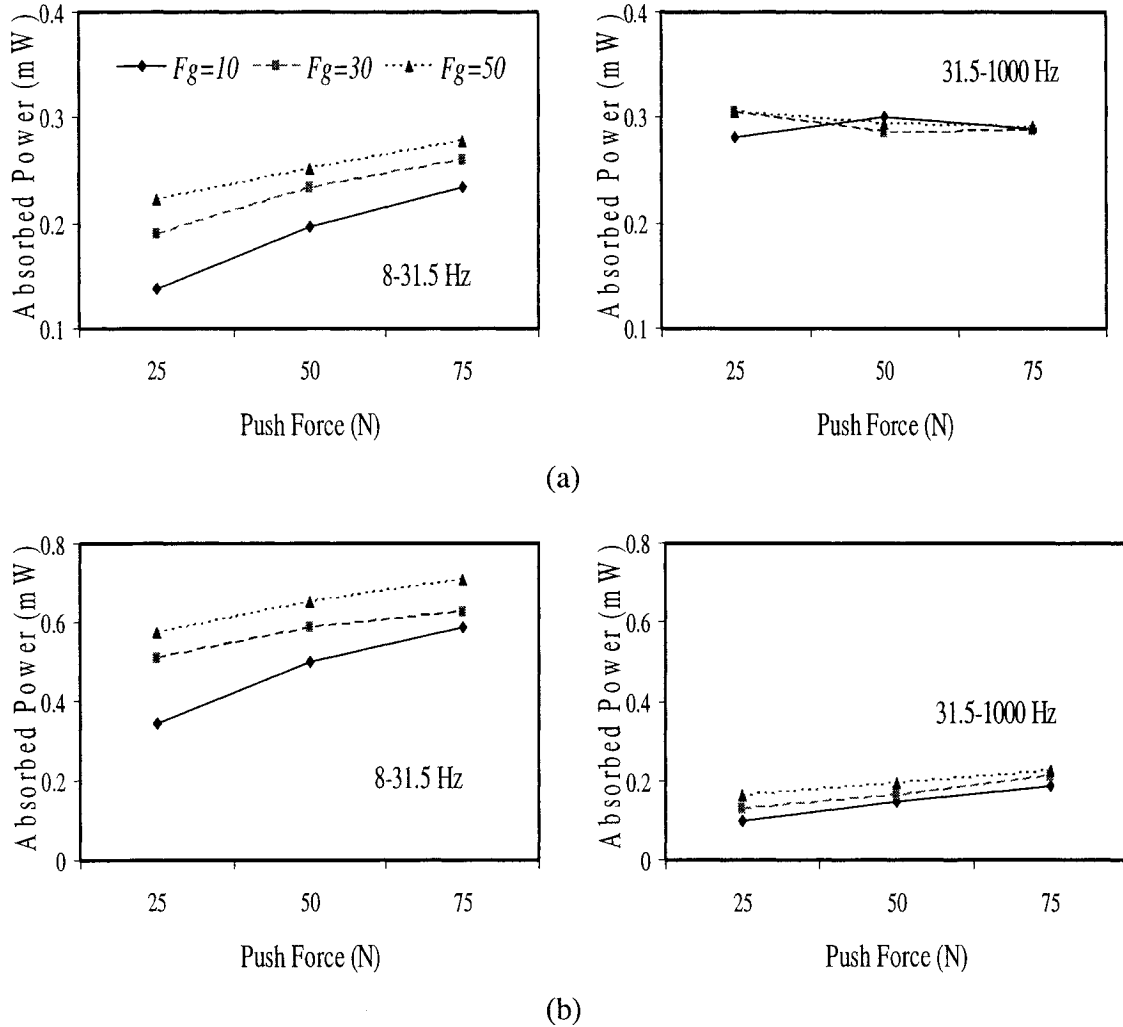 Absorbed Power (mW)
0.4
0.3
0.2
0.1
Fg=10 Fg=30 Fg=50
8-31.5 Hz
25 50 75
Push Force (N)
Absorbed Power (mW)
0.4
0.3
0.2
0.1
31.5-1000 Hz
25 50 75
Push Force (N)
(a)
Absorbed Power (mW)
0.8
0.6
0.4
0.2
0
8-31.5 Hz
25 50 75
Push Force (N)
Absorbed Power (mW)
0.8
0.6
0.4
0.2
0
31.5-1000 Hz
25 50 75
Push Force (N)
(b)